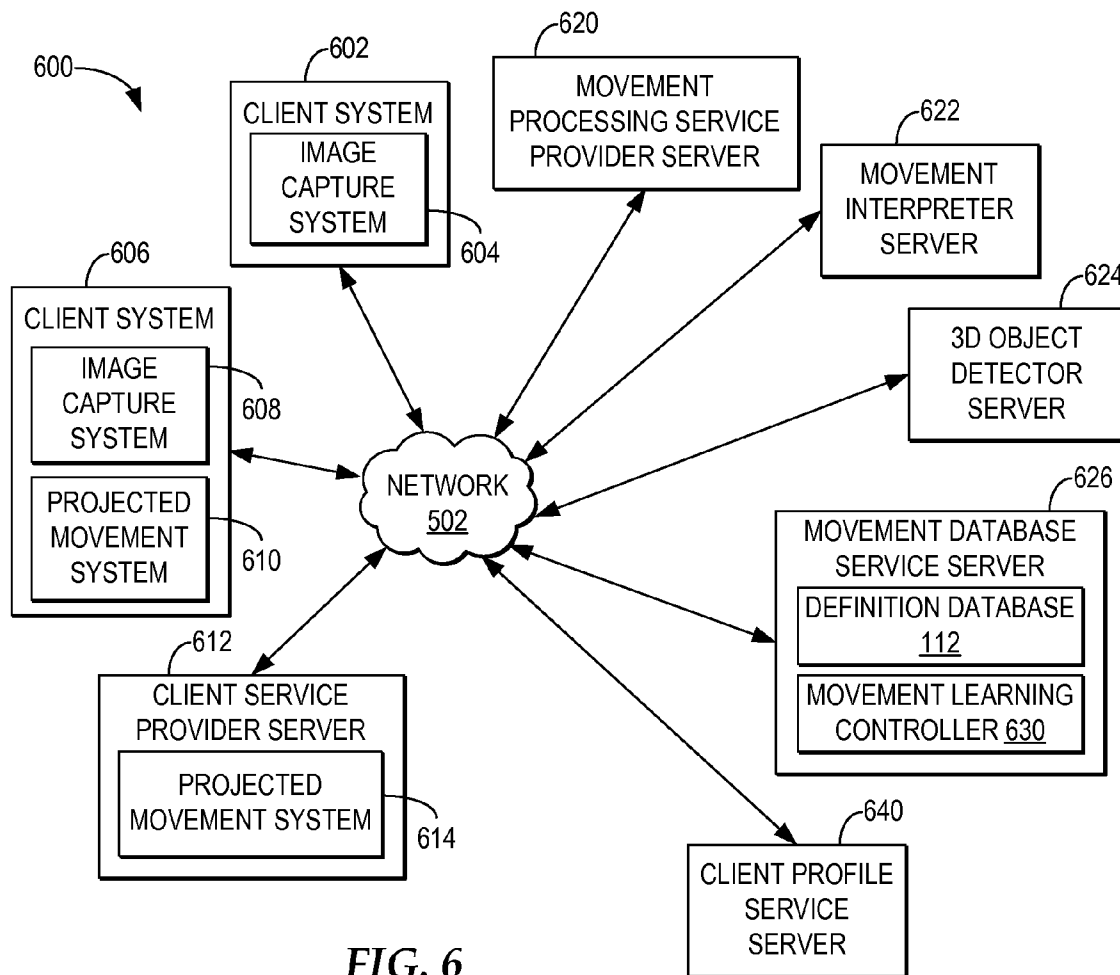 600
602
CLIENT SYSTEM
IMAGE
CAPTURE
SYSTEM
604
620
MOVEMENT
PROCESSING SERVICE
PROVIDER SERVER
622
MOVEMENT
INTERPRETER
SERVER
624
3D OBJECT
DETECTOR
SERVER
606
CLIENT SYSTEM
IMAGE
CAPTURE
SYSTEM
608
PROJECTED
MOVEMENT
SYSTEM
610
NETWORK
502
626
MOVEMENT DATABASE
SERVICE SERVER
DEFINITION DATABASE
112
MOVEMENT LEARNING
CONTROLLER 630
612
CLIENT SERVICE
PROVIDER SERVER
PROJECTED
MOVEMENT SYSTEM
614
640
CLIENT PROFILE
SERVICE
SERVER
FIG. 6